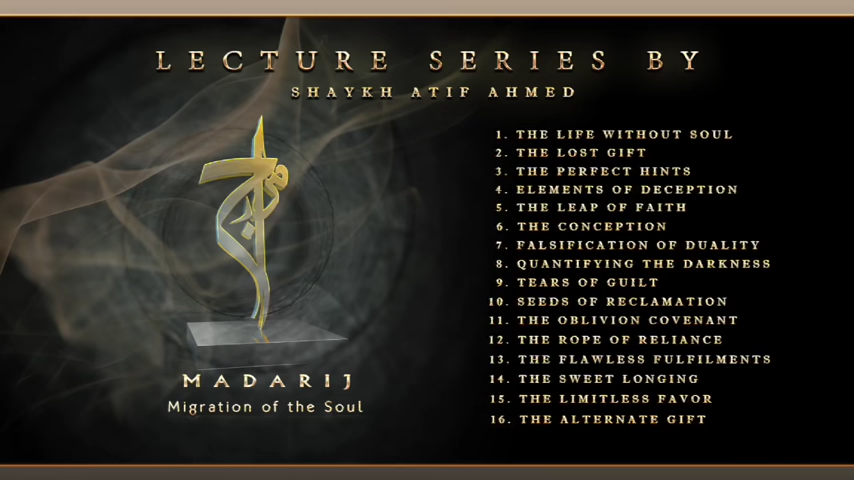 LECTURE SERIES BY
SHAYKH ATIF AHMED
MADARIJ
Migration of the Soul
1. THE LIFE WITHOUT SOUL
2. THE LOST GIFT
3. THE PERFECT HINTS
4. ELEMENTS OF DECEPTION
5. THE LEAP OF FAITH
6. THE CONCEPTION
7. FALSIFICATION OF DUALITY
8. QUANTIFYING THE DARKNESS
9. TEARS OF GUILT
10. SEEDS OF RECLAMATION
11. THE OBLIVION COVENANT
12. THE ROPE OF RELIANCE
13. THE FLAWLESS FULFILMENTS
14. THE SWEET LONGING
15. THE LIMITLESS FAVOR
16. THE ALTERNATE GIFT